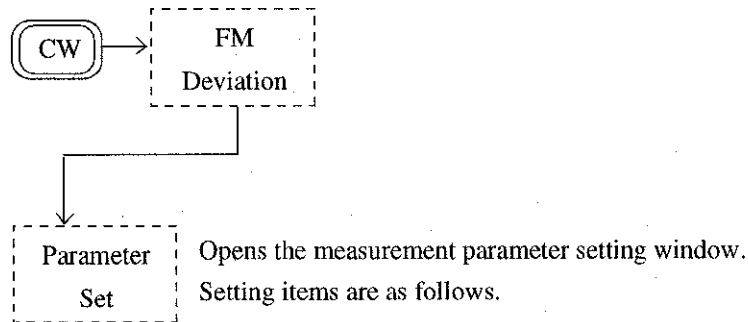 CW
FM
Deviation
Parameter
Set
Opens the measurement parameter setting window.
Setting items are as follows.